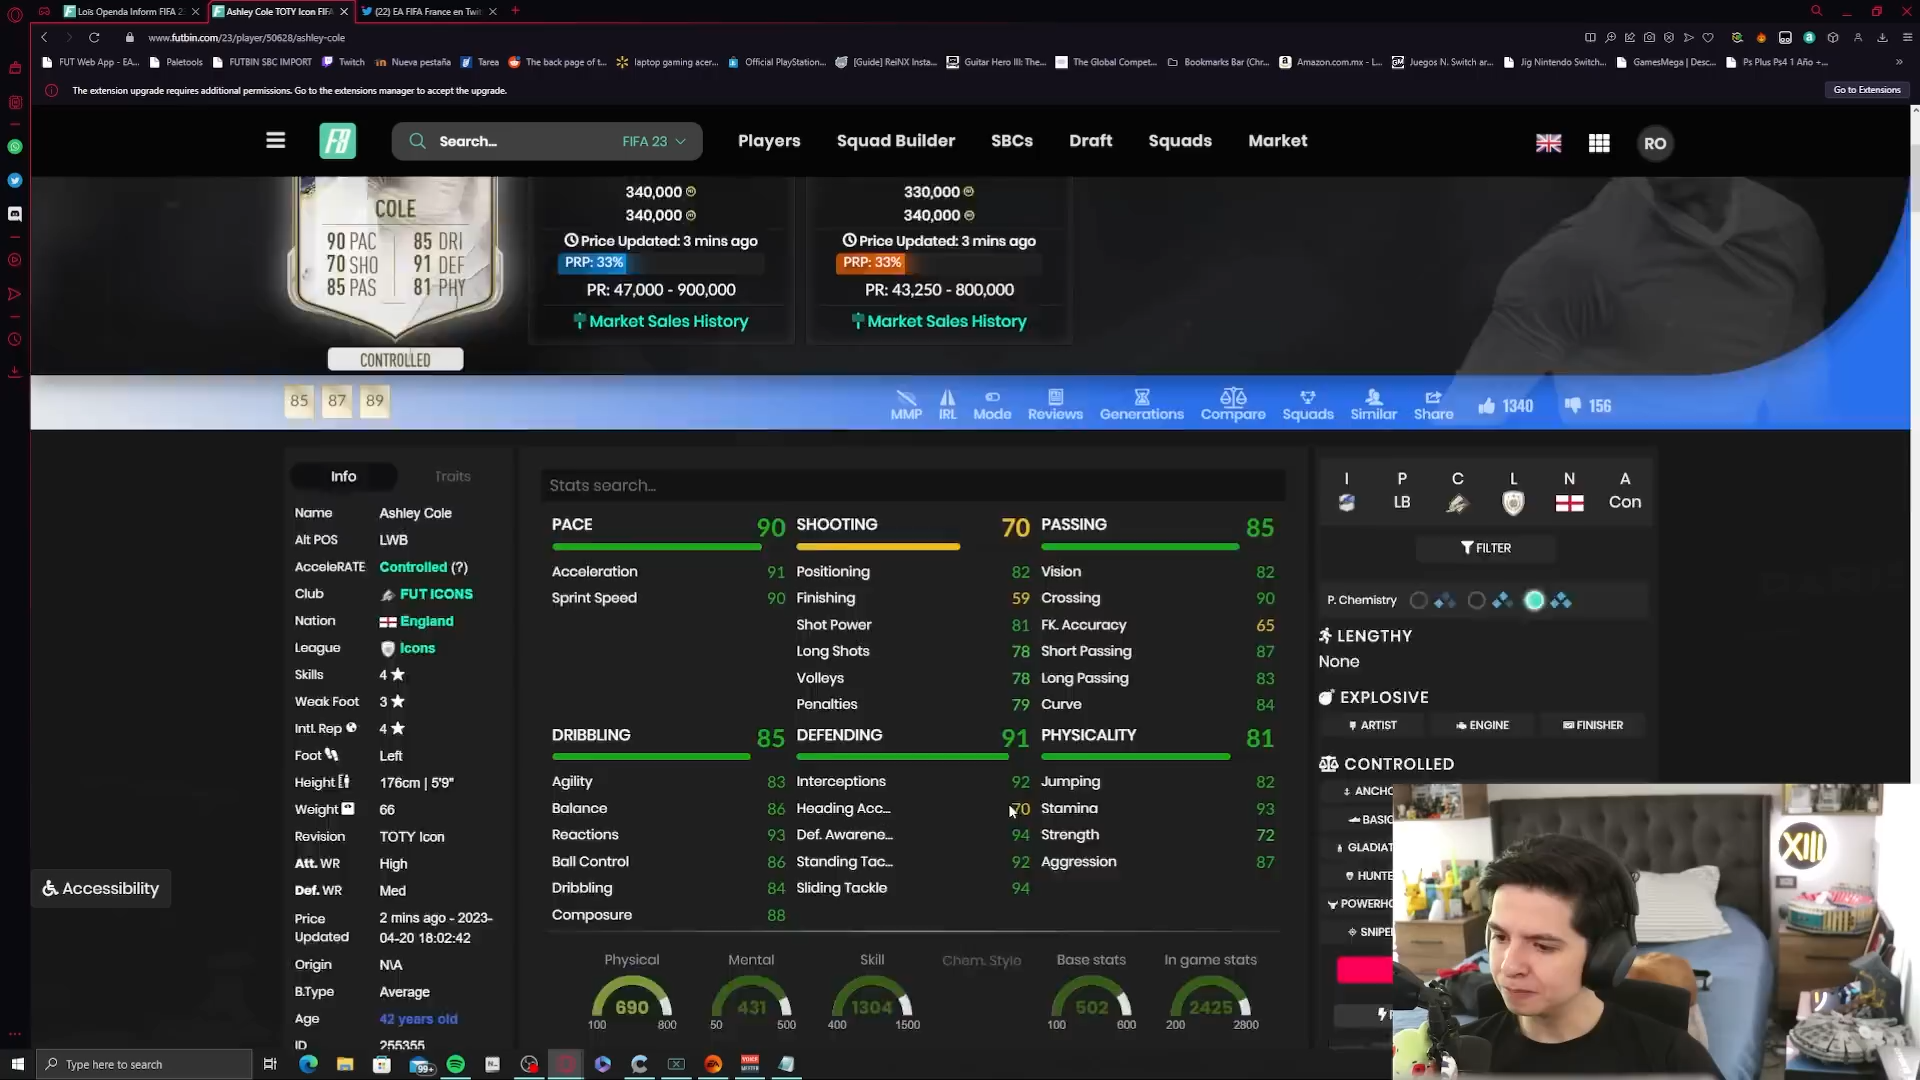 Loïs Openda Inform FIFA 2
Ashley Cole TOTY Icon FIFA
(22) EA FIFA France en Twit
www.futbin.com/23/player/50628/ashley-cole
FUT Web App - EA...
Paletools
FUTBIN SBC IMPORT
Twitch
Nueva pestaña
Tarea
The back page of t...
laptop gaming acer...
Official PlayStation...
[Guide] ReiNX Insta...
Guitar Hero III: The...
The Global Compet...
Bookmarks Bar (Chr...
Amazon.com.mx - L...
Juegos N. Switch ar...
Jig Nintendo Switch...
GamesMega | Desc...
Ps Plus Ps4 1 Año +...
The extension upgrade requires additional permissions. Go to the extensions manager to accept the upgrade.
Go to Extensions
FB
Search...
FIFA 23
Players
Squad Builder
SBCs
Draft
Squads
Market
RO
COLE
90 PAC 85 DRI
70 SHO 91 DEF
85 PAS 81 PHY
CONTROLLED
340,000
340,000
Price Updated: 3 mins ago
PRP: 33%
PR: 47,000 - 900,000
Market Sales History
330,000
340,000
Price Updated: 3 mins ago
PRP: 33%
PR: 43,250 - 800,000
Market Sales History
85 87 89
MMP
IRL
Mode
Reviews
Generations
Compare
Squads
Similar
Share
1340
156
Info
Traits
Name Ashley Cole
Alt POS LWB
AcceleRATE Controlled (?)
Club FUT ICONS
Nation England
League Icons
Skills 4
Weak Foot 3
Intl. Rep 4
Foot Left
Height 176cm | 5'9"
Weight 66
Revision TOTY Icon
Att. WR High
Def. WR Med
Price Updated 2 mins ago - 2023-
04-20 18:02:42
Origin N\A
B.Type Average
Age 42 years old
ID 255355
Stats search...
PACE 90
Acceleration 91
Sprint Speed 90
SHOOTING 70
Positioning 82
Finishing 59
Shot Power 81
Long Shots 78
Volleys 78
Penalties 79
PASSING 85
Vision 82
Crossing 90
FK. Accuracy 65
Short Passing 87
Long Passing 83
Curve 84
DRIBBLING 85
Agility 83
Balance 86
Reactions 93
Ball Control 86
Dribbling 84
Composure 88
DEFENDING 91
Interceptions 92
Heading Acc... 70
Def. Awarene... 94
Standing Tac... 92
Sliding Tackle 94
PHYSICALITY 81
Jumping 82
Stamina 93
Strength 72
Aggression 87
Physical
690
100 800
Mental
431
50 500
Skill
1304
400 1500
Chem. Style
Base stats
502
100 600
In game stats
2425
200 2800
I P C L N A
LB Con
FILTER
P. Chemistry
LENGTHY
None
EXPLOSIVE
ARTIST
ENGINE
FINISHER
CONTROLLED
ANCHO
BASIC
GLADIAT
HUNTE
POWERHO
SNIPE
Accessibility
XIII
Type here to search
99+